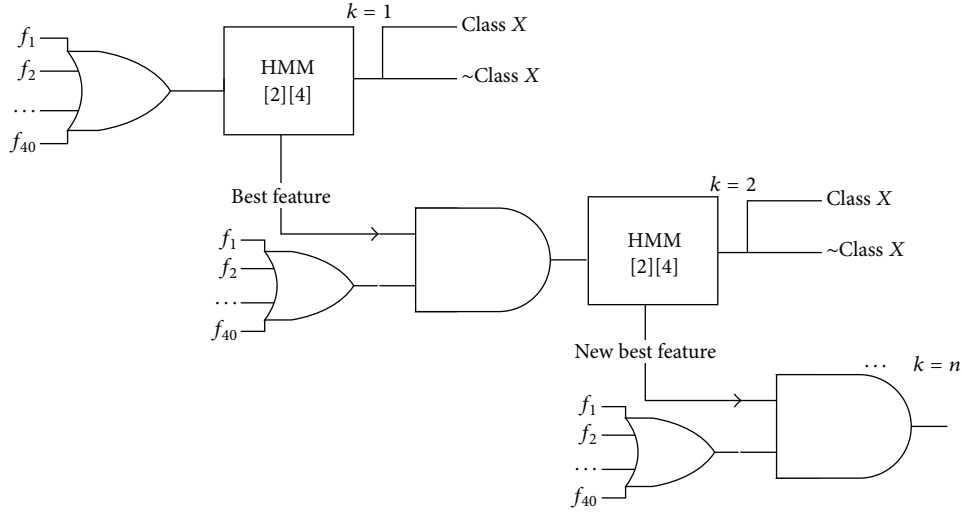 k = 1
f1
f2
...
f40
HMM
[2][4]
Class X
~Class X
Best feature
k = 2
f1
f2
...
f40
HMM
[2][4]
Class X
~Class X
New best feature
... k = n
f1
f2
...
f40